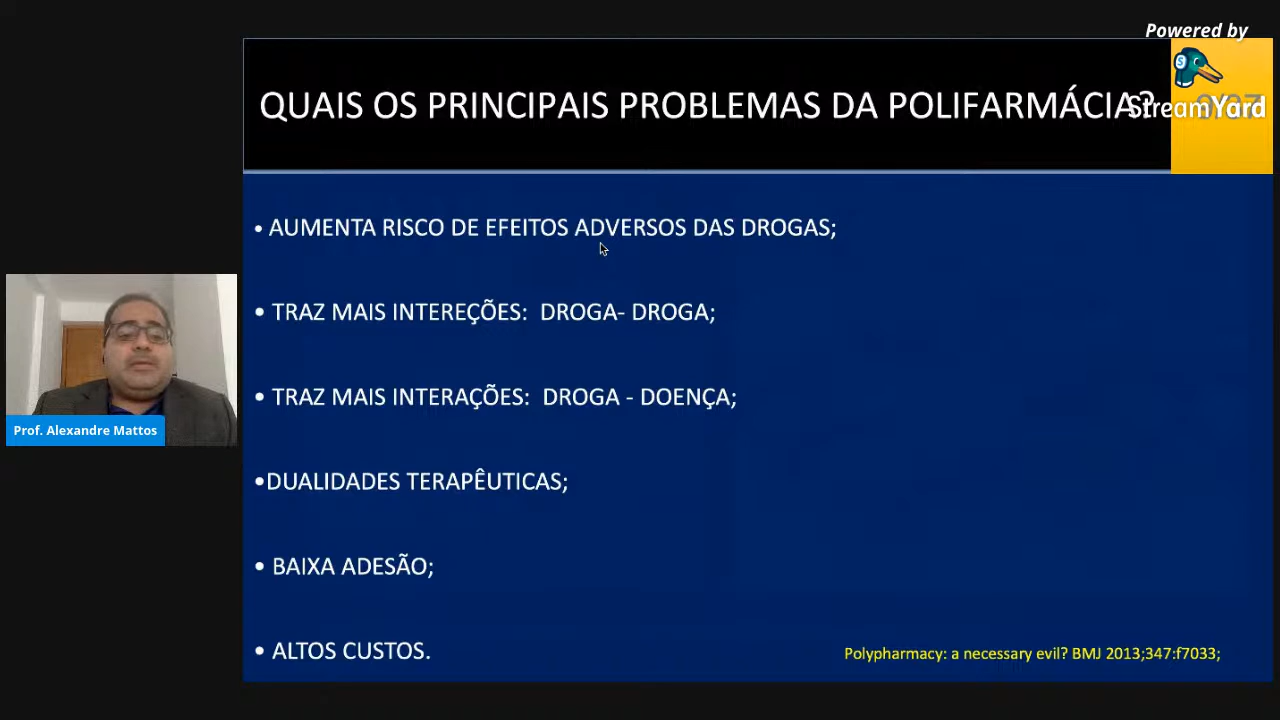 Powered by
StreamYard
QUAIS OS PRINCIPAIS PROBLEMAS DA POLIFARMÁCIA?
• AUMENTA RISCO DE EFEITOS ADVERSOS DAS DROGAS;
• TRAZ MAIS INTEREÇÕES: DROGA- DROGA;
• TRAZ MAIS INTERAÇÕES: DROGA - DOENÇA;
•DUALIDADES TERAPÊUTICAS;
• BAIXA ADESÃO;
• ALTOS CUSTOS.
Polypharmacy: a necessary evil? BMJ 2013;347:f7033;
Prof. Alexandre Mattos